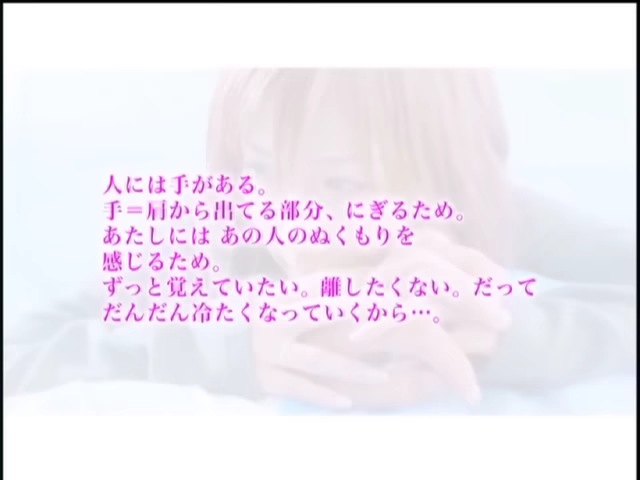 人には手がある。
手＝肩から出てる部分、にぎるため。
あたしには あの人のぬくもりを
感じるため。
ずっと覚えていたい。離したくない。だって
だんだん冷たくなっていくから…。